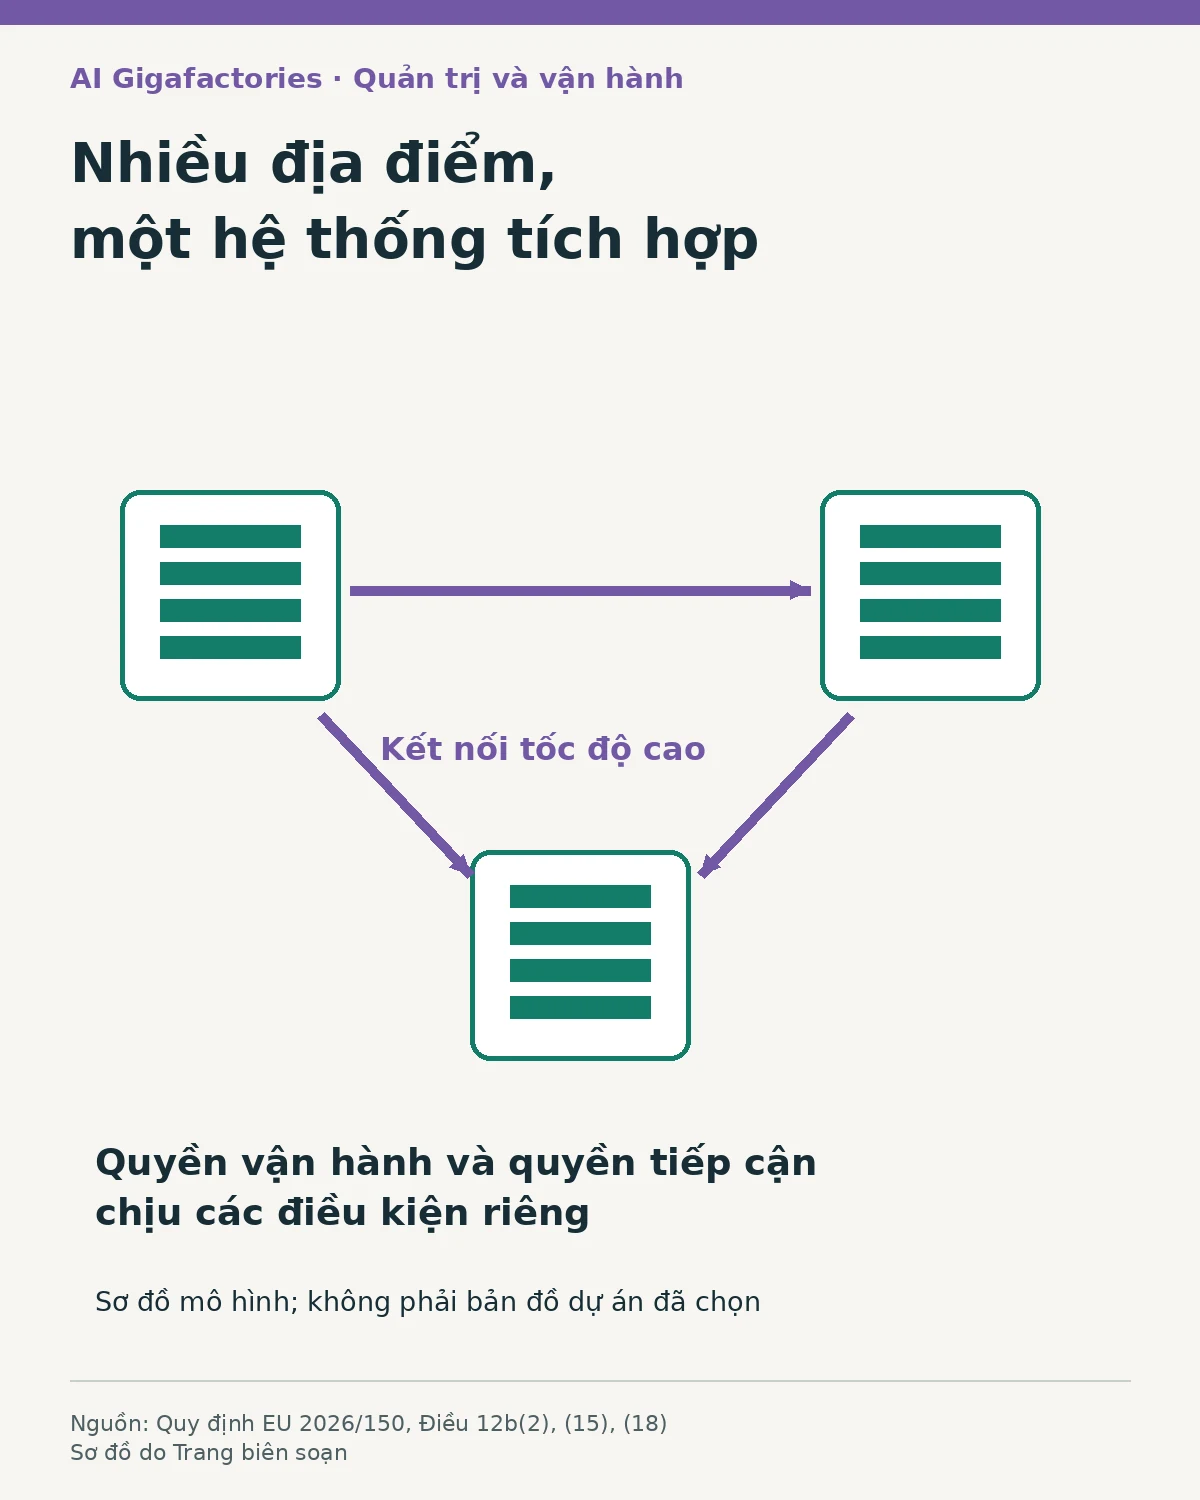 AI Gigafactories · Quản trị và vận hành
Nhiều địa điểm,
một hệ thống tích hợp
Kết nối tốc độ cao
Quyền vận hành và quyền tiếp cận
chịu các điều kiện riêng
Sơ đồ mô hình; không phải bản đồ dự án đã chọn
Nguồn: Quy định EU 2026/150, Điều 12b(2), (15), (18)
Sơ đồ do Trang biên soạn